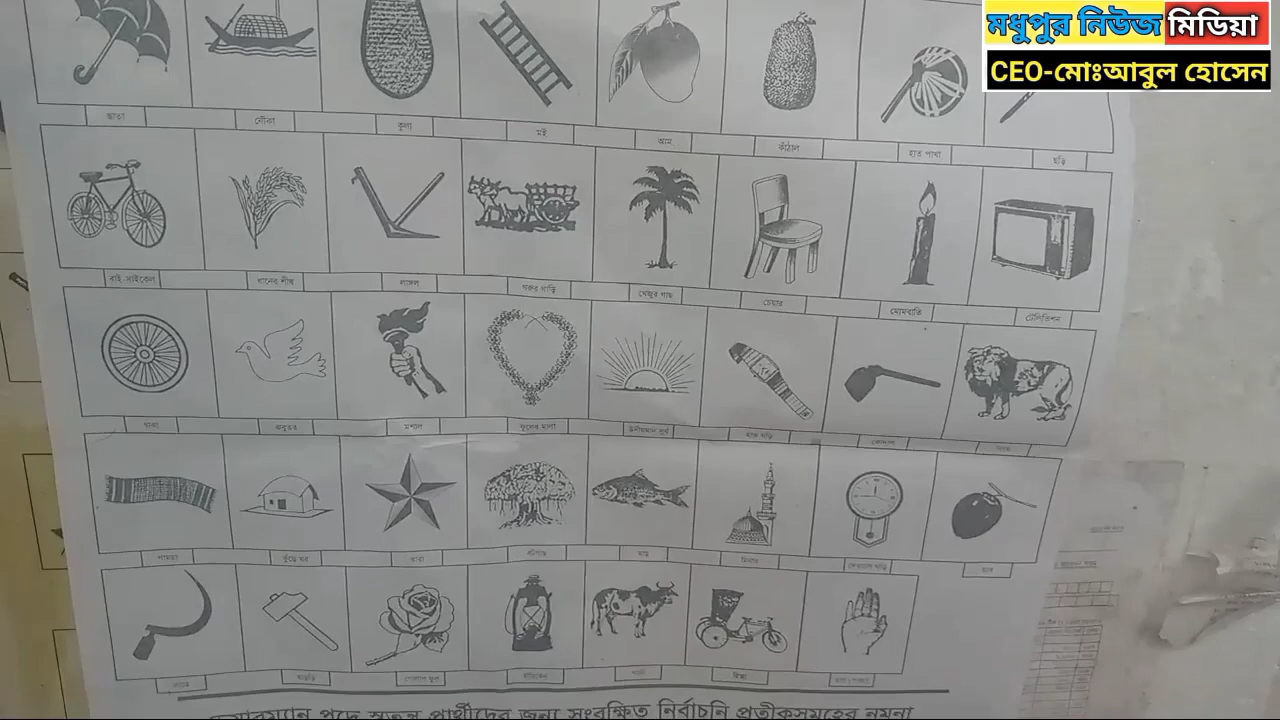 মধুপুর নিউজ মিডিয়া
CEO-মোঃআবুল হোসেন
ছাতা নৌকা কুলা মই আম কাঁঠাল হাত পাখা ছড়ি
বাই সাইকেল ধানের শীষ লাঙ্গল গরুর গাড়ি খেজুর গাছ চেয়ার মোমবাতি টেলিভিশন
চাকা কবুতর মশাল ফুলের মালা উদীয়মান সূর্য হাত ঘড়ি কোদাল সিংহ
গামছা কুঁড়ে ঘর তারা বটগাছ মাছ মিনার দেওয়াল ঘড়ি ডাব
কাস্তে হাতুড়ি গোলাপ ফুল হারিকেন গাভী রিক্সা
চেয়ারম্যান পদে স্বতন্ত্র প্রার্থীদের জন্য সংরক্ষিত নির্বাচনি প্রতীকসমূহের নমুনা